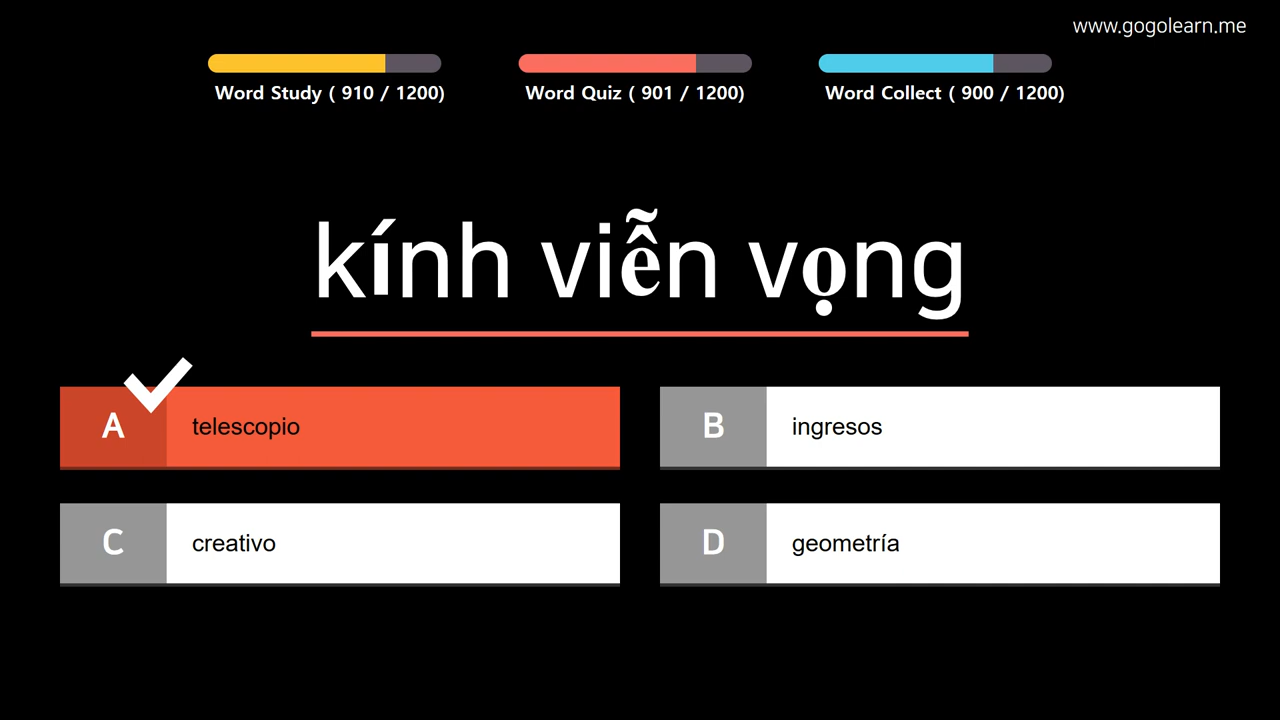 www.gogolearn.me
Word Study ( 910 / 1200)
Word Quiz ( 901 / 1200)
Word Collect ( 900 / 1200)
kính viễn vọng
A telescopio
B ingresos
C creativo
D geometría